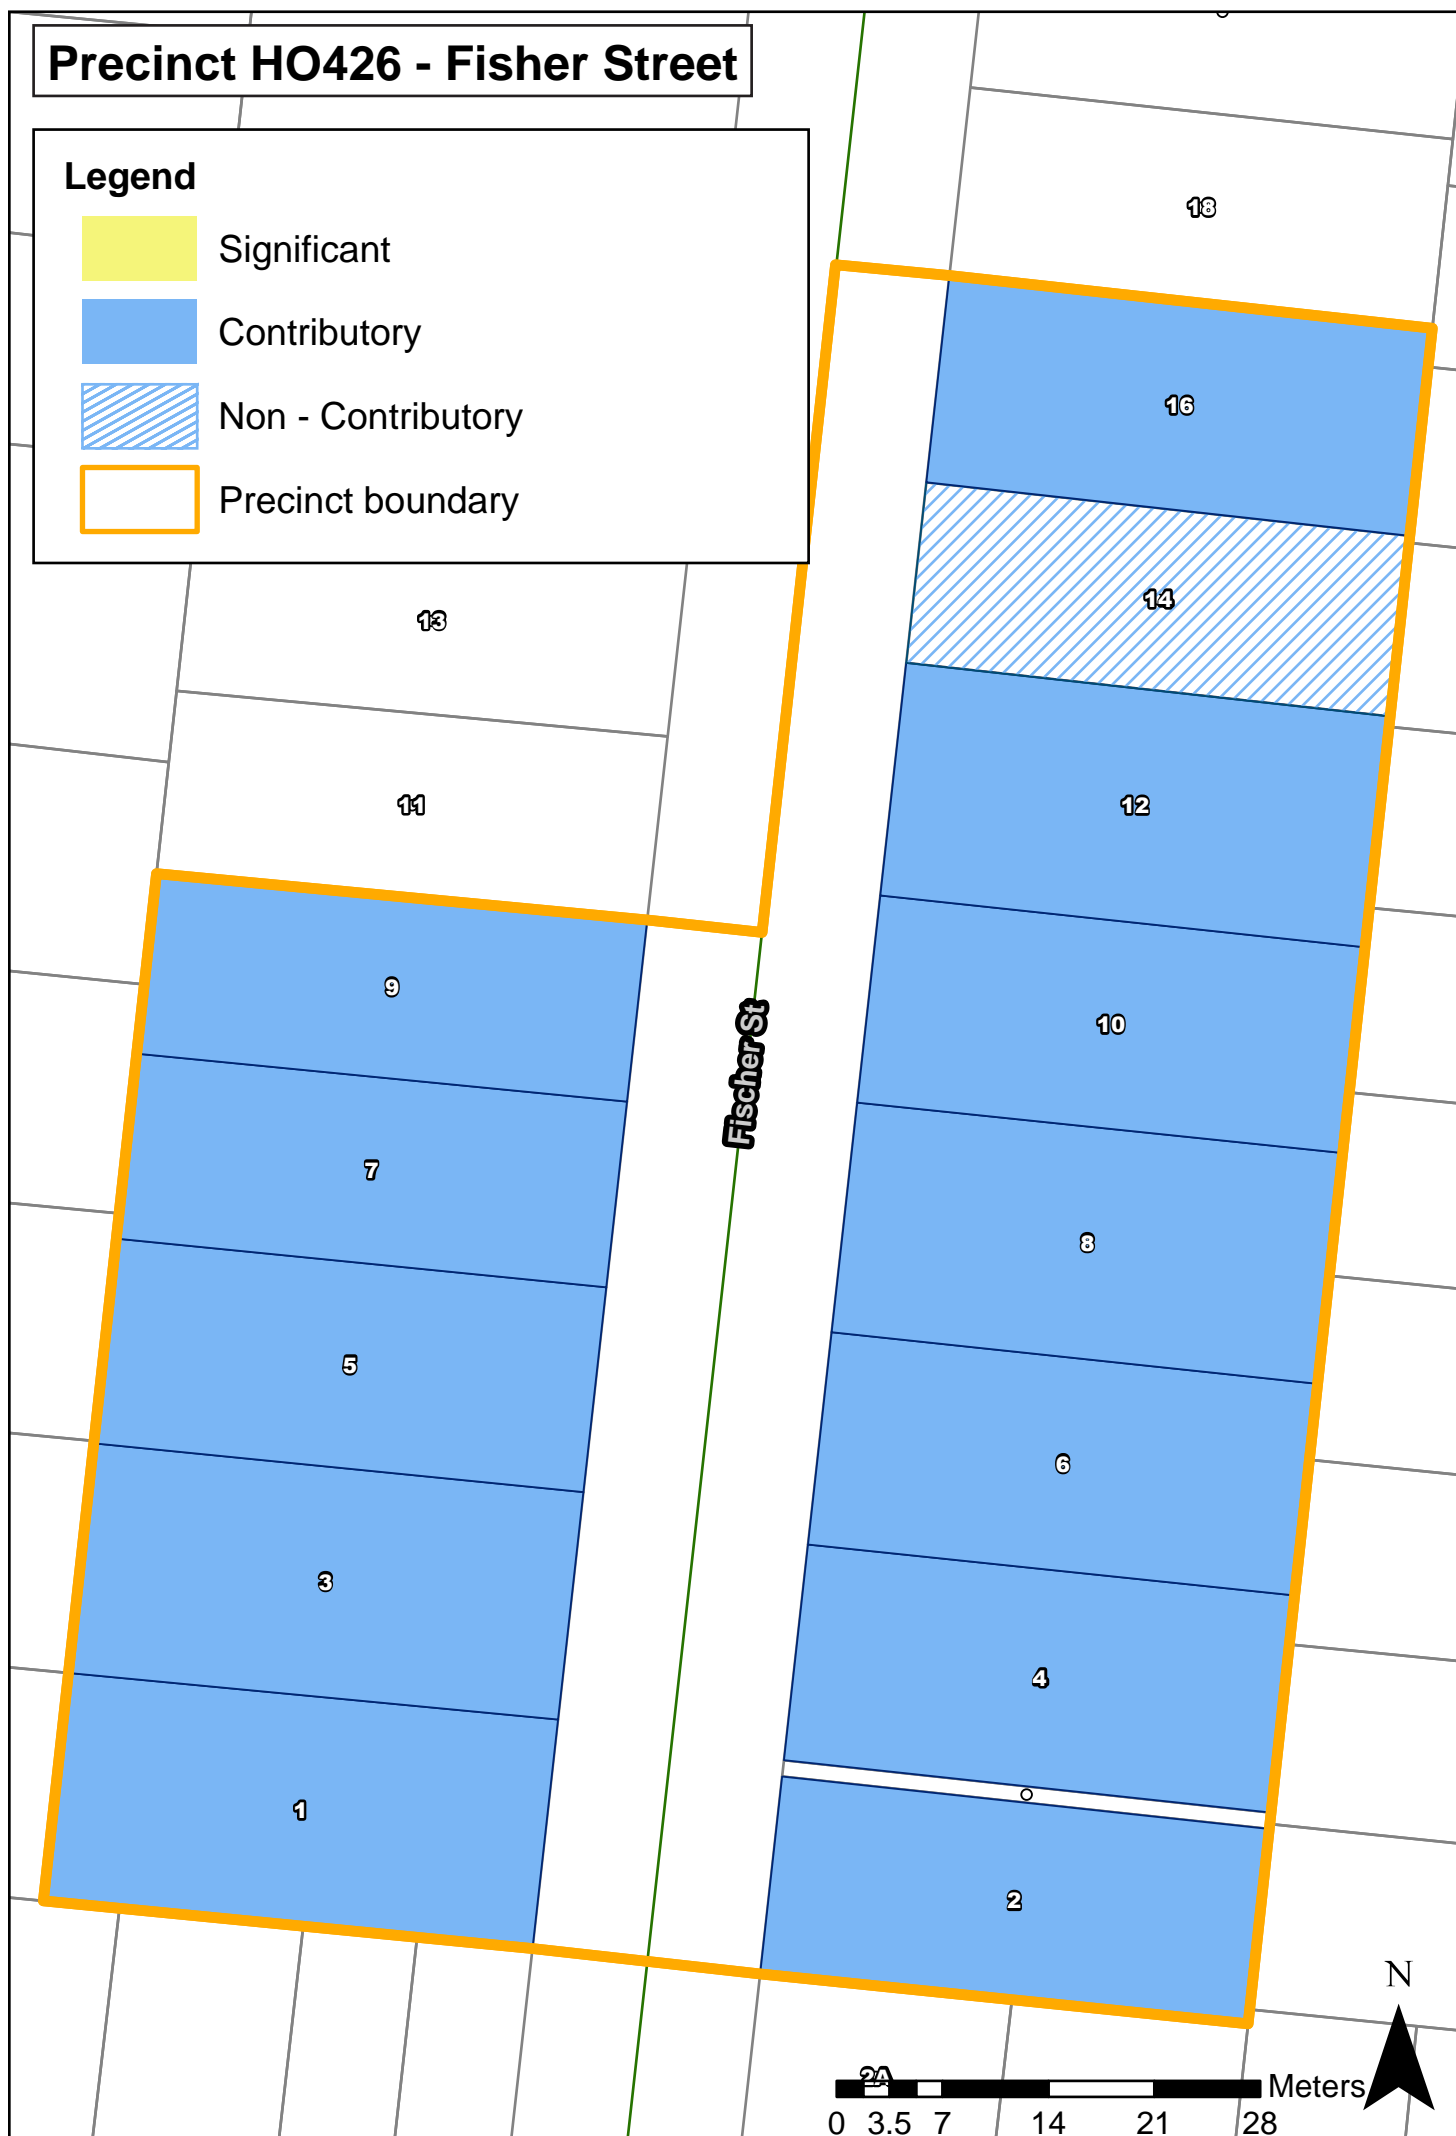 Precinct HO426 - Fisher Street
Legend
Significant
Contributory
Non - Contributory
Precinct boundary
18
16
14
13
12
11
10
9
Fischer St
7
8
5
6
3
4
1
2
N
2A
Meters
0 3.5 7 14 21 28